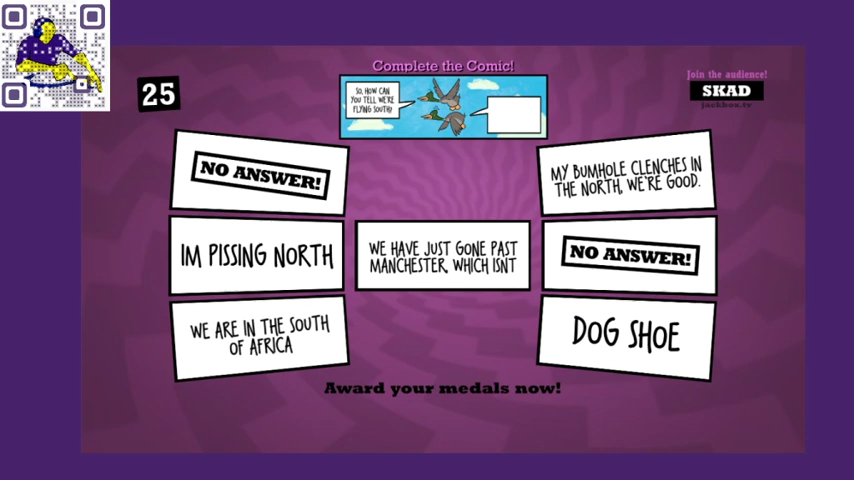 Complete the Comic!
25
SO, HOW CAN
YOU TELL WE'RE
FLYING SOUTH?
Join the audience!
SKAD
jackbox.tv
NO ANSWER!
MY BUMHOLE CLENCHES IN
THE NORTH, WE'RE GOOD.
IM PISSING NORTH
WE HAVE JUST GONE PAST
MANCHESTER, WHICH ISNT
NO ANSWER!
WE ARE IN THE SOUTH
OF AFRICA
DOG SHOE
Award your medals now!